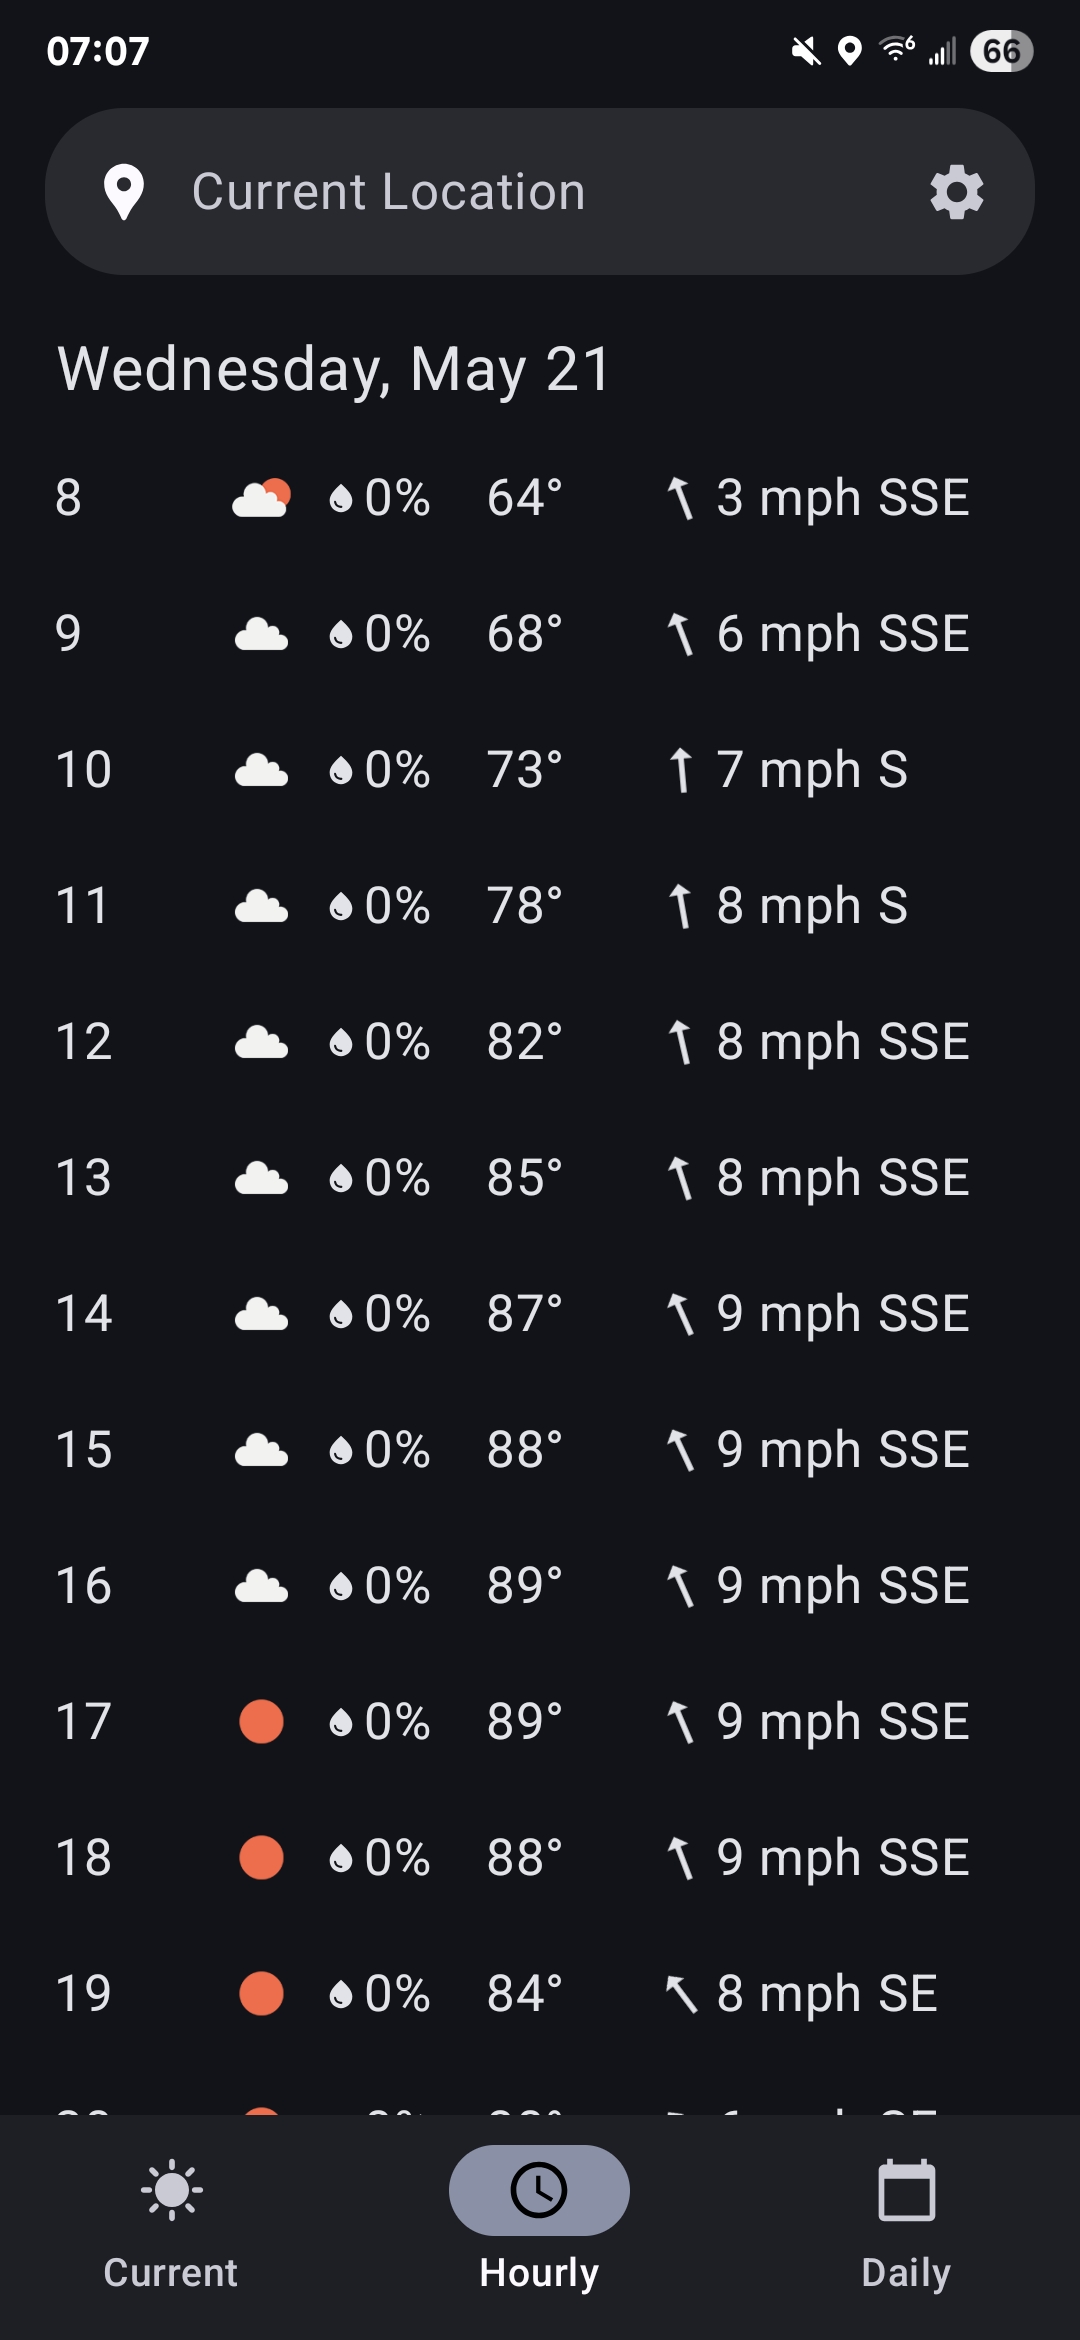 07:07 6 66
Current Location
Wednesday, May 21
8 0% 64° 3 mph SSE
9 0% 68° 6 mph SSE
10 0% 73° 7 mph S
11 0% 78° 8 mph S
12 0% 82° 8 mph SSE
13 0% 85° 8 mph SSE
14 0% 87° 9 mph SSE
15 0% 88° 9 mph SSE
16 0% 89° 9 mph SSE
17 0% 89° 9 mph SSE
18 0% 88° 9 mph SSE
19 0% 84° 8 mph SE
Current Hourly Daily